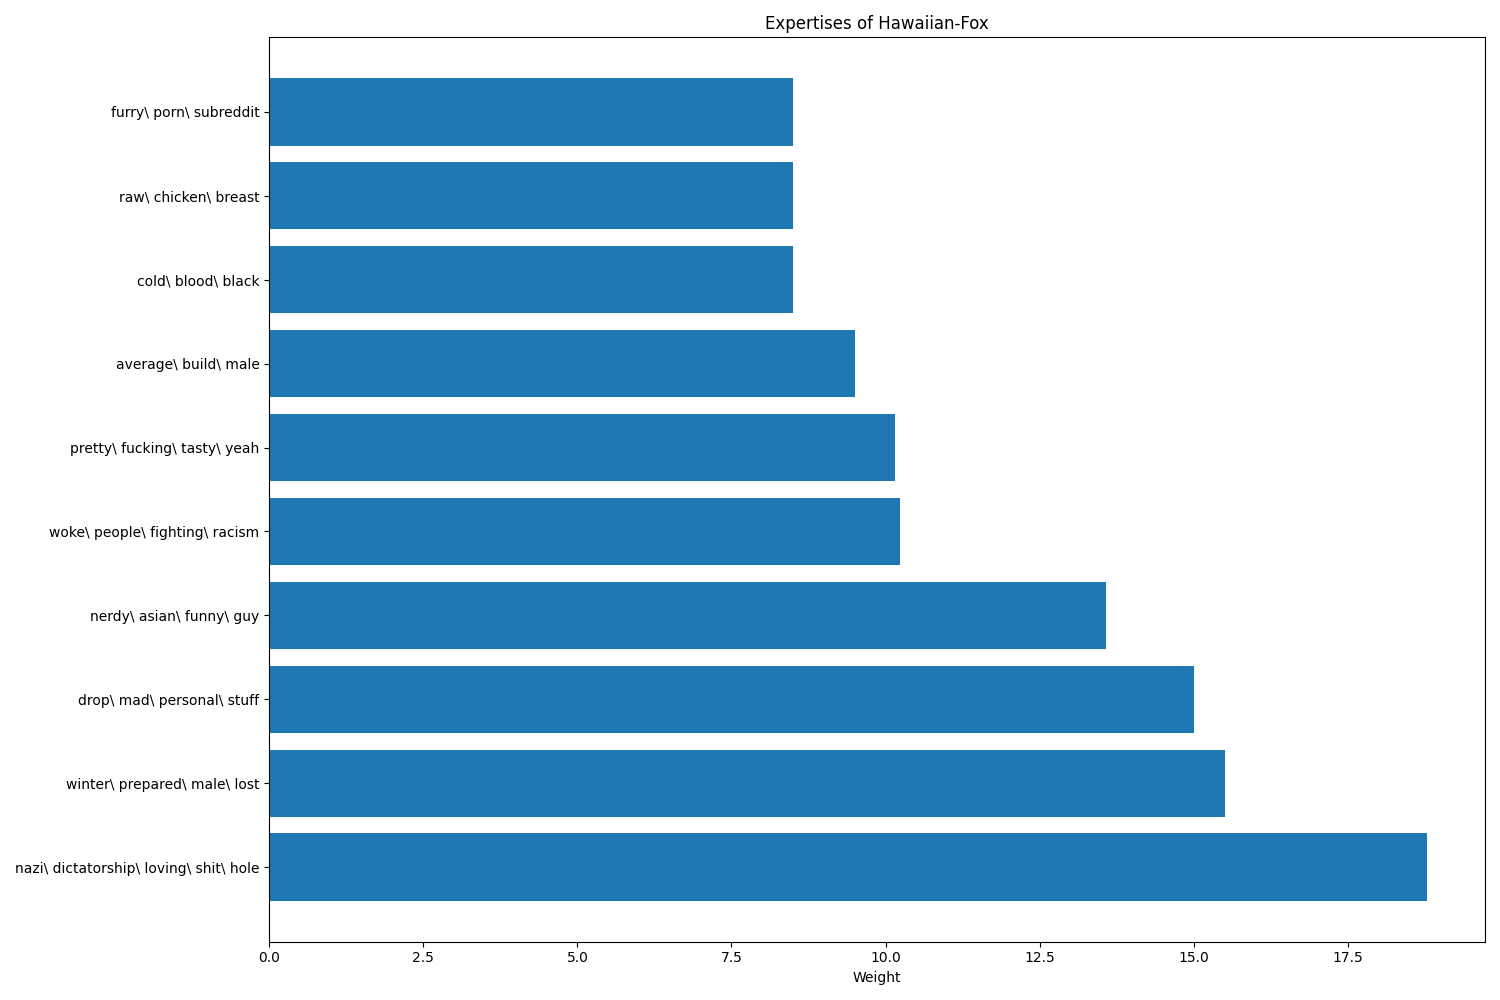 Expertises of Hawaiian-Fox
furry\ porn\ subreddit
raw\ chicken\ breast
cold\ blood\ black
average\ build\ male
pretty\ fucking\ tasty\ yeah
woke\ people\ fighting\ racism
nerdy\ asian\ funny\ guy
drop\ mad\ personal\ stuff
winter\ prepared\ male\ lost
nazi\ dictatorship\ loving\ shit\ hole
0.0 2.5 5.0 7.5 10.0 12.5 15.0 17.5
Weight